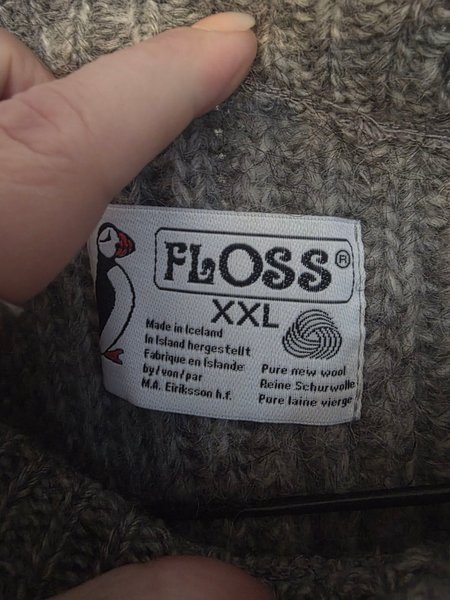 FLOSS®
XXL
Made in Iceland
In Island hergestellt
Fabrique en Islande
by/von/par
M.A. Eiriksson h.f.
Pure new wool
Reine Schurwolle
Pure laine vierge